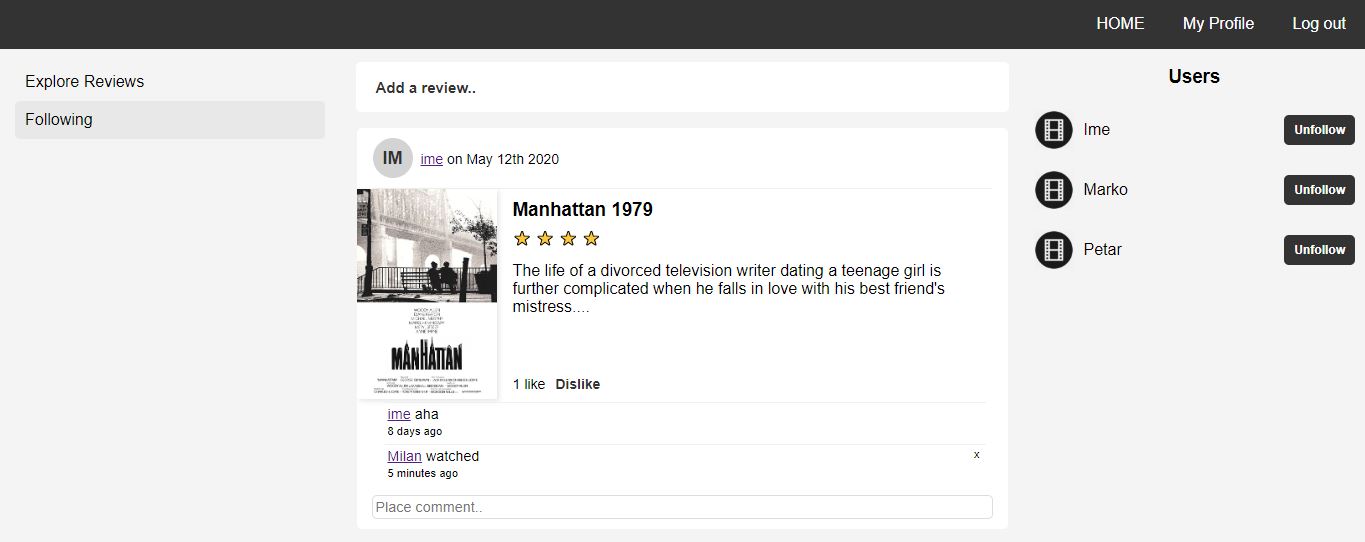 HOME My Profile Log out
Explore Reviews
Following
Add a review..
IM ime on May 12th 2020
Manhattan 1979
The life of a divorced television writer dating a teenage girl is
further complicated when he falls in love with his best friend's
mistress....
MANHATTAN
1 like Dislike
ime aha
8 days ago
Milan watched x
5 minutes ago
Place comment..
Users
Ime Unfollow
Marko Unfollow
Petar Unfollow